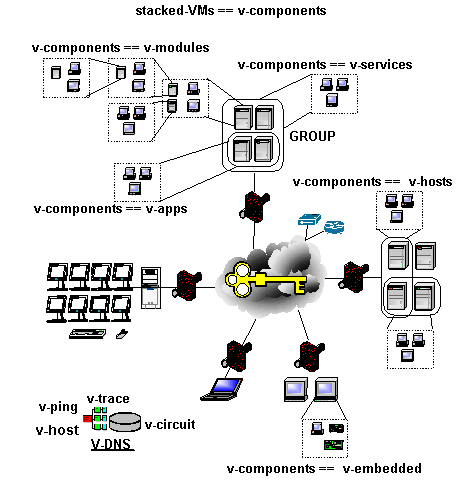 stacked-VMs == v-components
v-components == v-modules
v-components == v-services
GROUP
v-components == v-hosts
v-components == v-apps
v-trace
v-ping
v-circuit
v-host
V-DNS
v-components == v-embedded